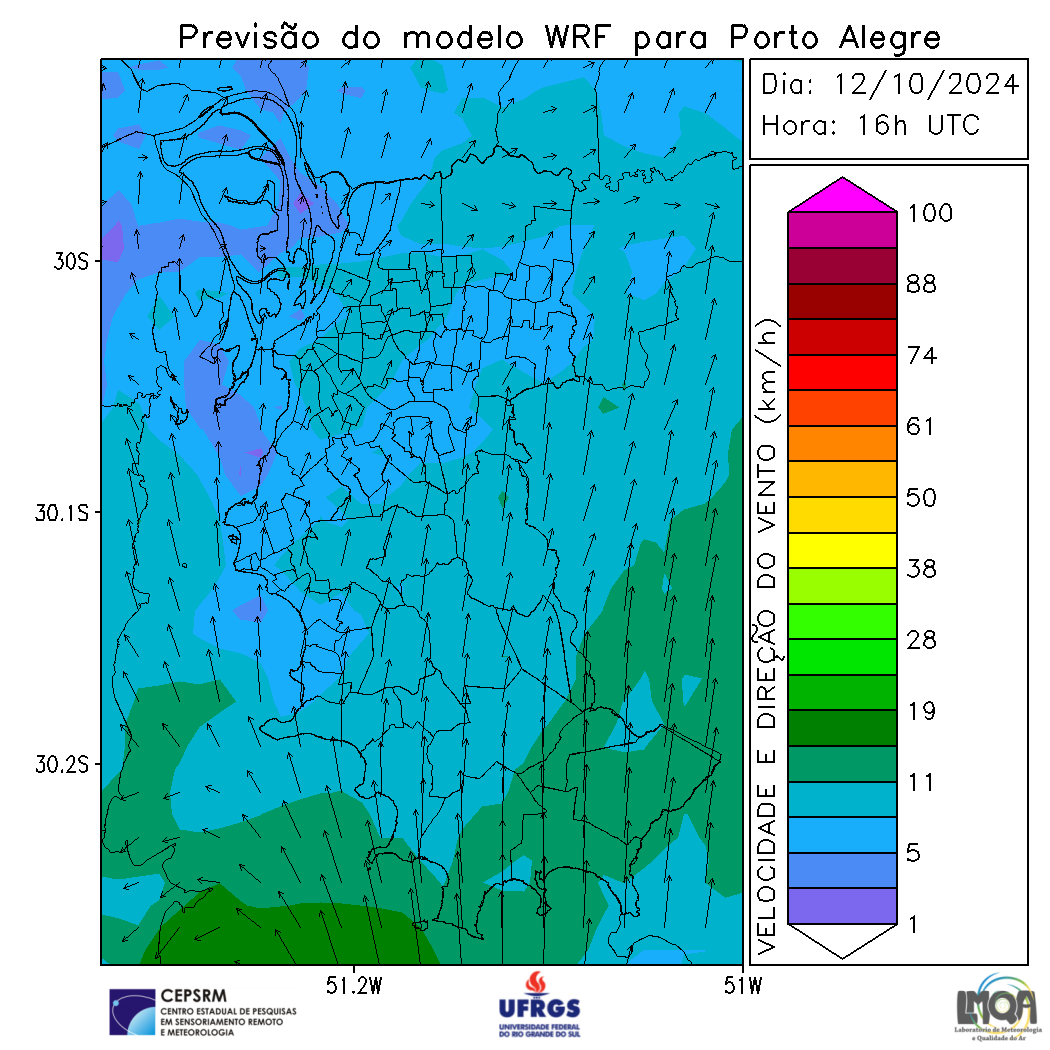 Previsão do modelo WRF para Porto Alegre
Dia: 12/10/2024
Hora: 16h UTC
30S
30.1S
30.2S
51.2W
51W
VELOCIDADE E DIREÇÃO DO VENTO (km/h)
100
88
74
61
50
38
28
19
11
5
1
CEPSRM
CENTRO ESTADUAL DE PESQUISAS
EM SENSORIAMENTO REMOTO
E METEOROLOGIA
UFRGS
UNIVERSIDADE FEDERAL
DO RIO GRANDE DO SUL
LMQA
Laboratório de Meteorologia
e Qualidade do Ar